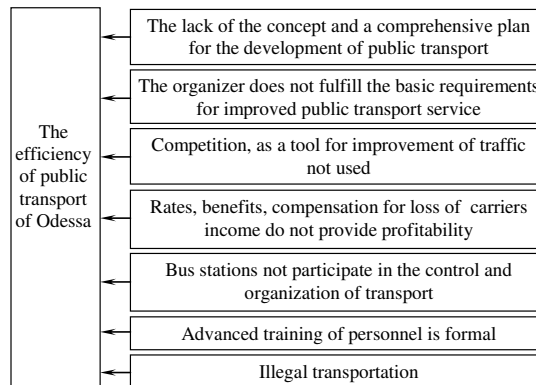 The
efficiency
of public
transport
of Odessa
The lack of the concept and a comprehensive plan
for the development of public transport
The organizer does not fulfill the basic requirements
for improved public transport service
Competition, as a tool for improvement of traffic
not used
Rates, benefits, compensation for loss of carriers
income do not provide profitability
Bus stations not participate in the control and
organization of transport
Advanced training of personnel is formal
Illegal transportation